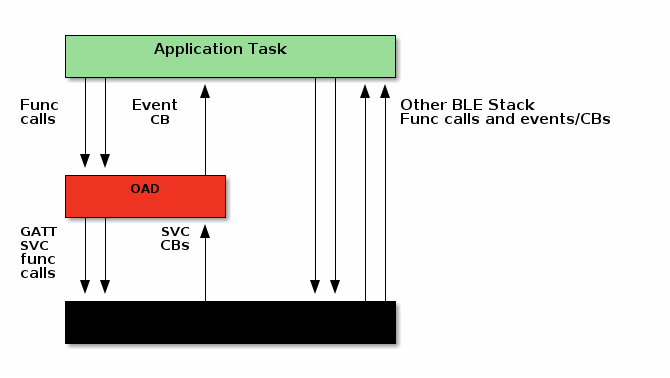 Application Task
Func
calls
Event
CB
Other BLE Stack
Func calls and events/CBs
OAD
GATT
SVC
func
calls
SVC
CBs